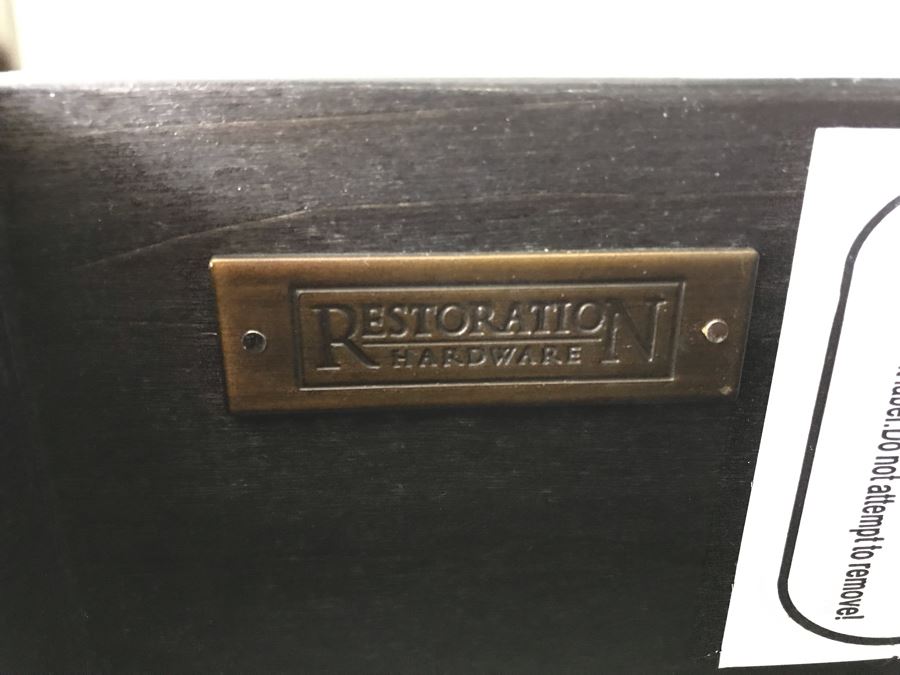 RESTORATION
HARDWARE
label. Do not attempt to remove!